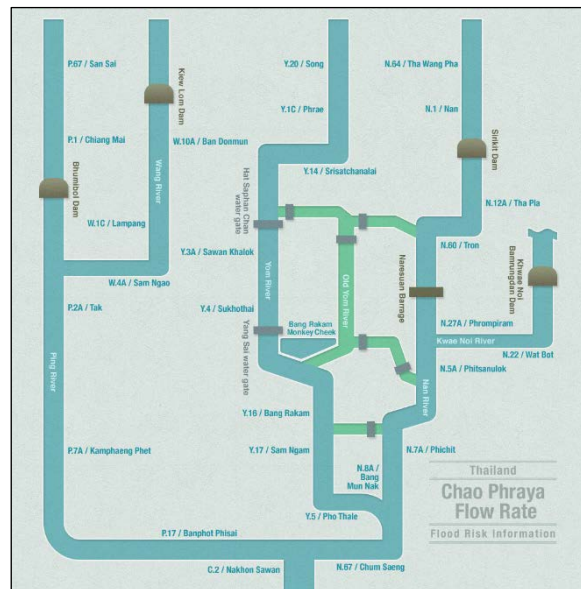 P.67 / San Sai
Kiew Lom Dam
Y.20 / Song
N.64 / Tha Wang Pha
Y.1C / Phrae
N.1 / Nan
P.1 / Chiang Mai
W.10A / Ban Donmun
Sirikit Dam
Bhumibol Dam
Wang River
Y.14 / Srisatchanalai
Hat Saphan Chan
water gate
N.12A / Tha Pla
W.1C / Lampang
Y.3A / Sawan Khalok
N.60 / Tron
Khwae Noi
Bamrungdan Dam
W.4A / Sam Ngao
Yom River
Old Yom River
Naresuan Barrage
P.2A / Tak
Y.4 / Sukhothai
Yang Sai water gate
Bang Rakam
MonkeyCheek
N.27A / Phrompiram
Kwae Noi River
N.22 / Wat Bot
Ping River
N.5A / Phitsanulok
Nan River
Y.16 / Bang Rakam
P.7A / Kamphaeng Phet
Y.17 / Sam Ngam
N.7A / Phichit
N.8A /
Bang
Mun Nak
Thailand
Chao Phraya
Flow Rate
Flood Risk Information
Y.5 / Pho Thale
P.17 / Banphot Phisai
C.2 / Nakhon Sawan
N.67 / Chum Saeng